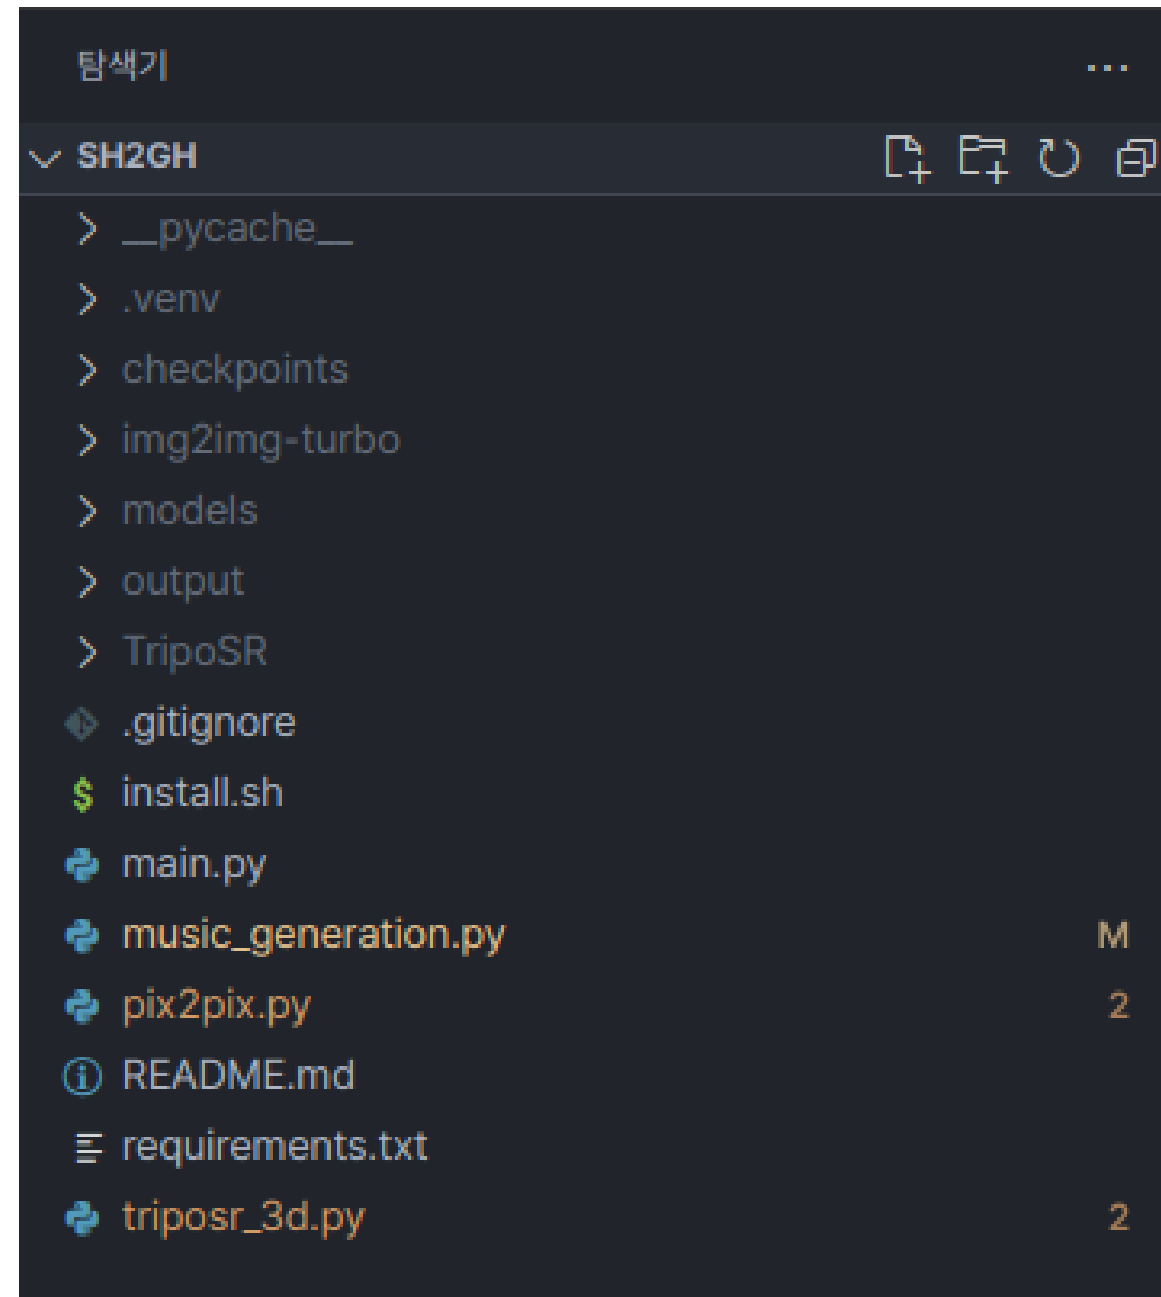 탐색기 ...
SH2GH
__pycache__
.venv
checkpoints
img2img-turbo
models
output
TripoSR
.gitignore
$ install.sh
main.py
music_generation.py M
pix2pix.py 2
README.md
requirements.txt
triposr_3d.py 2